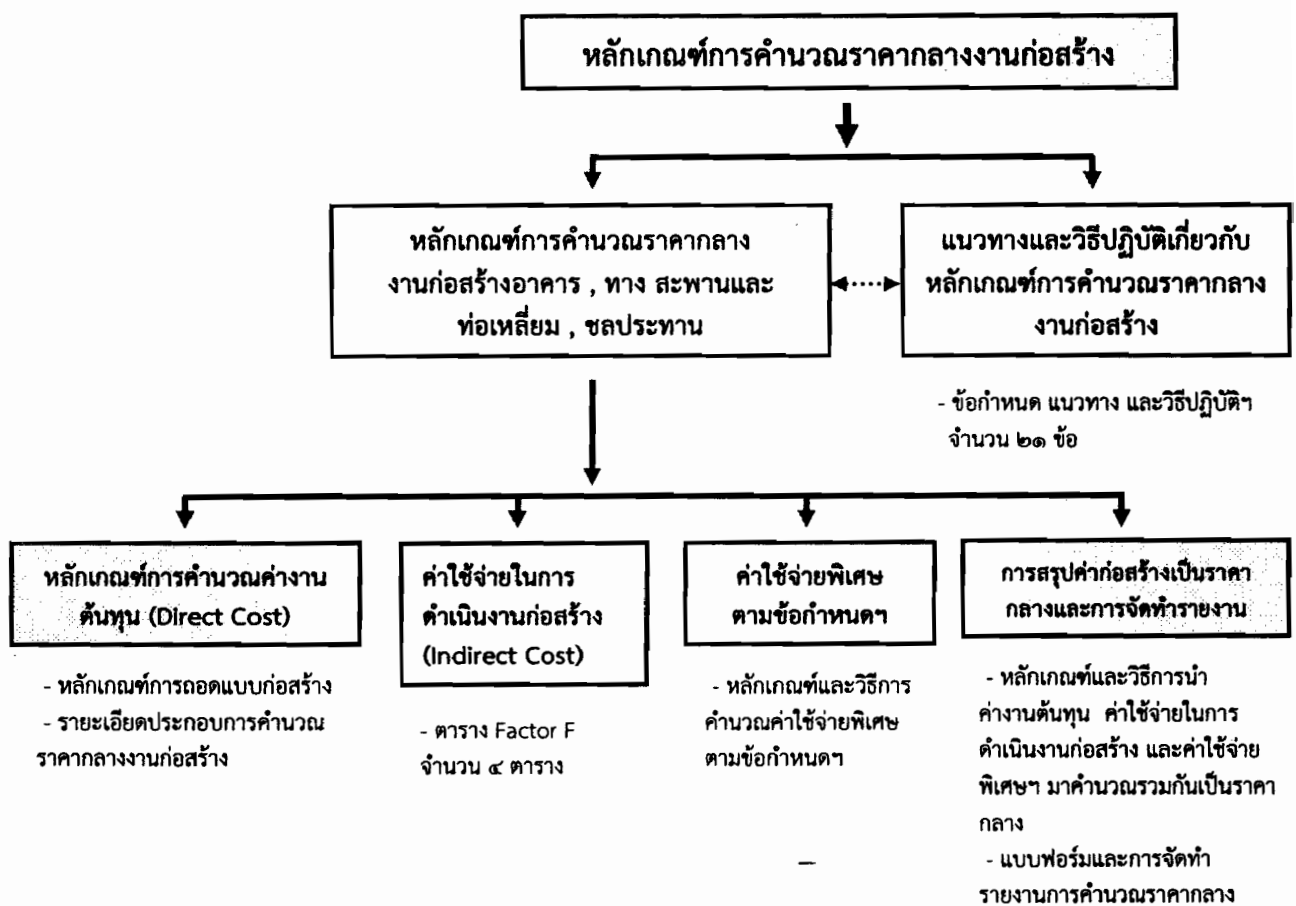 หลักเกณฑ์การคำนวณราคากลางงานก่อสร้าง
หลักเกณฑ์การคำนวณราคากลาง
งานก่อสร้างอาคาร , ทาง สะพานและ
ท่อเหลี่ยม , ชลประทาน
แนวทางและวิธีปฏิบัติเกี่ยวกับ
หลักเกณฑ์การคำนวณราคากลาง
งานก่อสร้าง
- ข้อกำหนด แนวทาง และวิธีปฏิบัติฯ
จำนวน ๒๑ ข้อ
หลักเกณฑ์การคำนวณค่างาน
ต้นทุน (Direct Cost)
- หลักเกณฑ์การถอดแบบก่อสร้าง
- รายะเอียดประกอบการคำนวณ
ราคากลางงานก่อสร้าง
ค่าใช้จ่ายในการ
ดำเนินงานก่อสร้าง
(Indirect Cost)
- ตาราง Factor F
จำนวน ๔ ตาราง
ค่าใช้จ่ายพิเศษ
ตามข้อกำหนดฯ
- หลักเกณฑ์และวิธีการ
คำนวณค่าใช้จ่ายพิเศษ
ตามข้อกำหนดฯ
การสรุปค่าก่อสร้างเป็นราคา
กลางและการจัดทำรายงาน
- หลักเกณฑ์และวิธีการนำ
ค่างานต้นทุน ค่าใช้จ่ายในการ
ดำเนินงานก่อสร้าง และค่าใช้จ่าย
พิเศษฯ มาคำนวณรวมกันเป็นราคา
กลาง
- แบบฟอร์มและการจัดทำ
รายงานการคำนวณราคากลาง